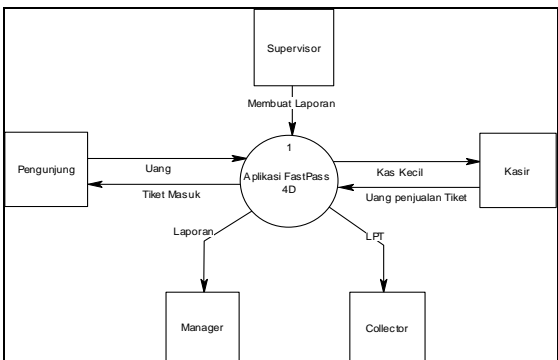 Supervisor
Membuat Laporan
1
Aplikasi FastPass
4D
Pengunjung
Uang
Tiket Masuk
Kas Kecil
Uang penjualan Tiket
Kasir
Laporan
LPT
Manager
Collector